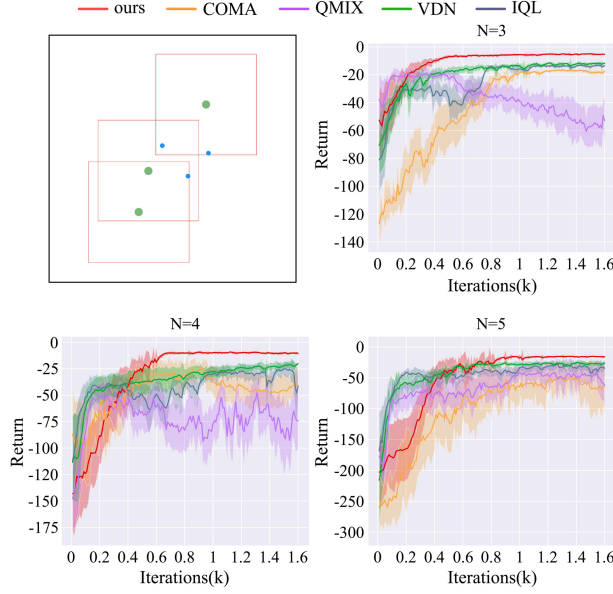 ours COMA QMIX VDN IQL
N=3
0
-20
-40
-60
-80
-100
-120
-140
Return
0 0.2 0.4 0.6 0.8 1 1.2 1.4 1.6
Iterations(k)
N=4
0
-25
-50
-75
-100
-125
-150
-175
Return
0 0.2 0.4 0.6 0.8 1 1.2 1.4 1.6
Iterations(k)
N=5
0
-50
-100
-150
-200
-250
-300
Return
0 0.2 0.4 0.6 0.8 1 1.2 1.4 1.6
Iterations(k)